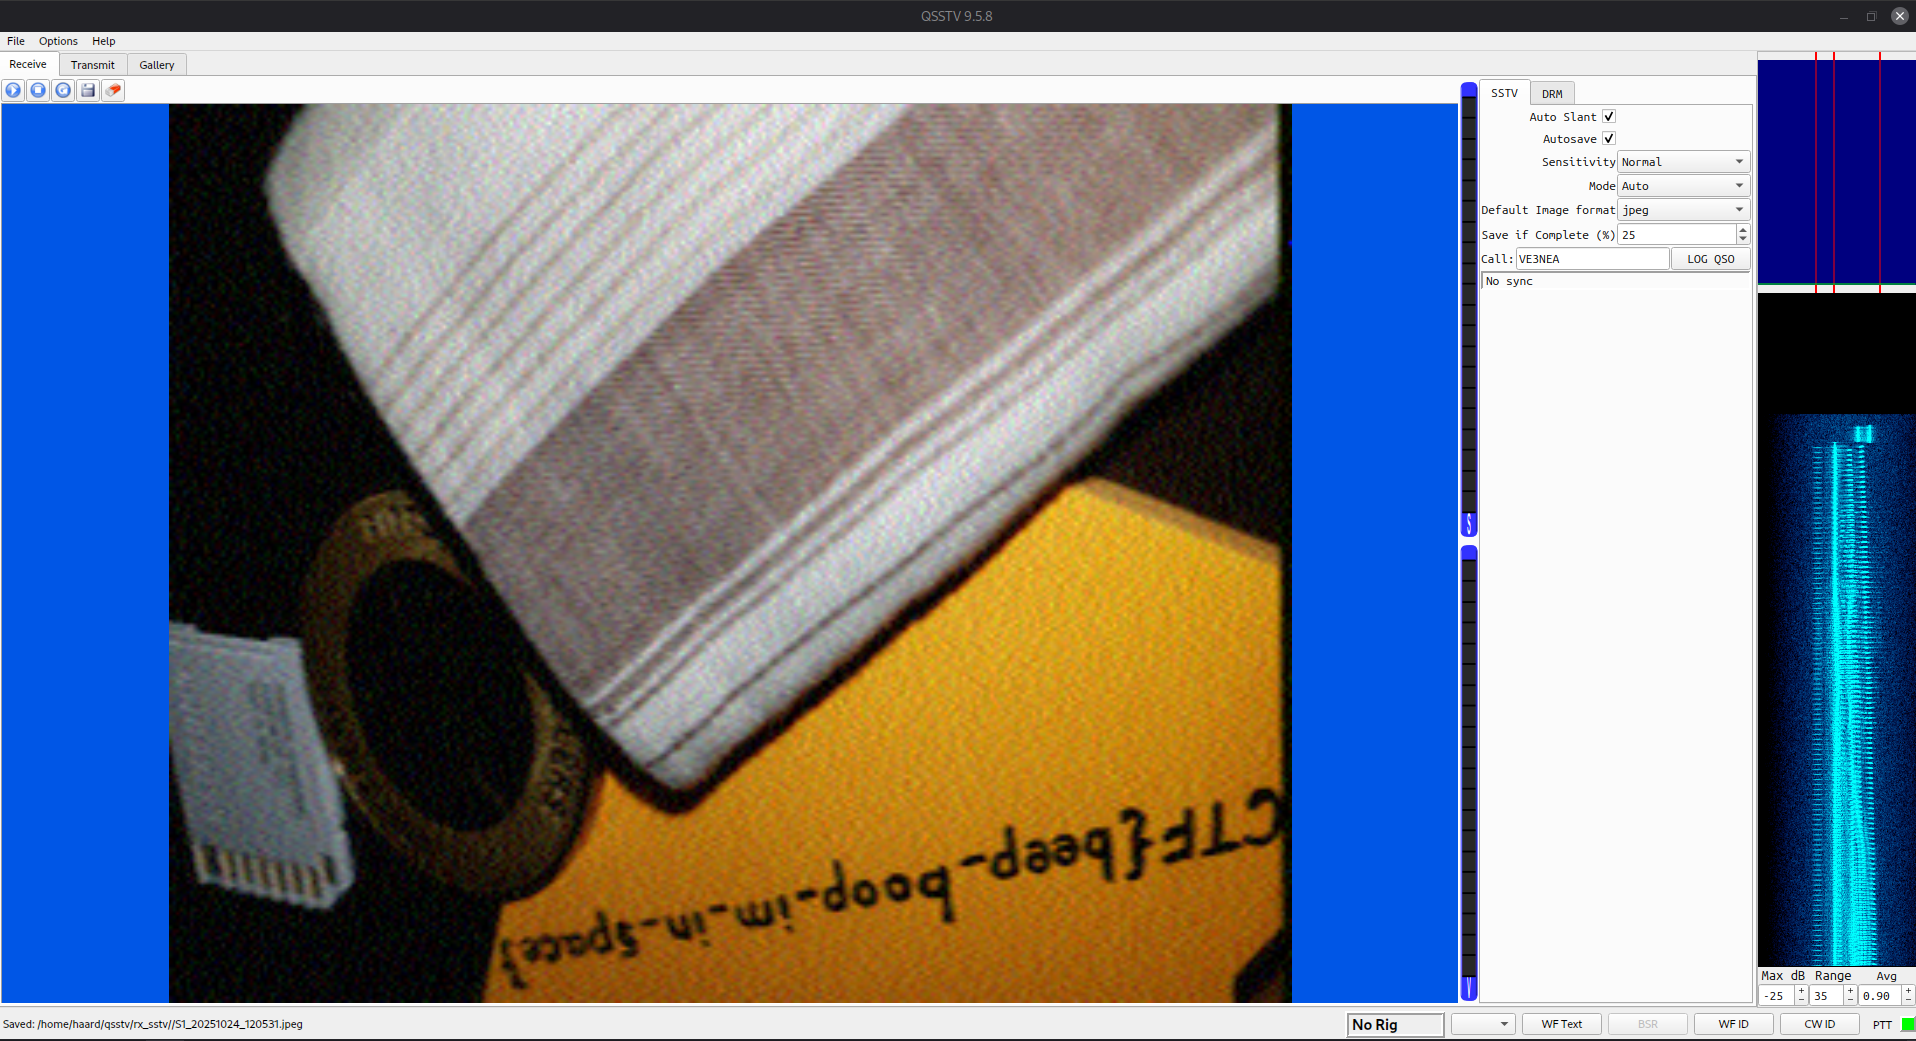 QSSTV 9.5.8
File Options Help
Receive Transmit Gallery
SSTV DRM
Auto Slant
Autosave
Sensitivity Normal
Mode Auto
Default Image format jpeg
Save if Complete (%) 25
Call: VE3NEA LOG QSO
No sync
CTF{beep-boop-im-in-space}
Max dB Range Avg
-25 35 0.90
Saved: /home/haard/qsstv/rx_sstv//S1_20251024_120531.jpeg
No Rig WF Text BSR WF ID CW ID PTT